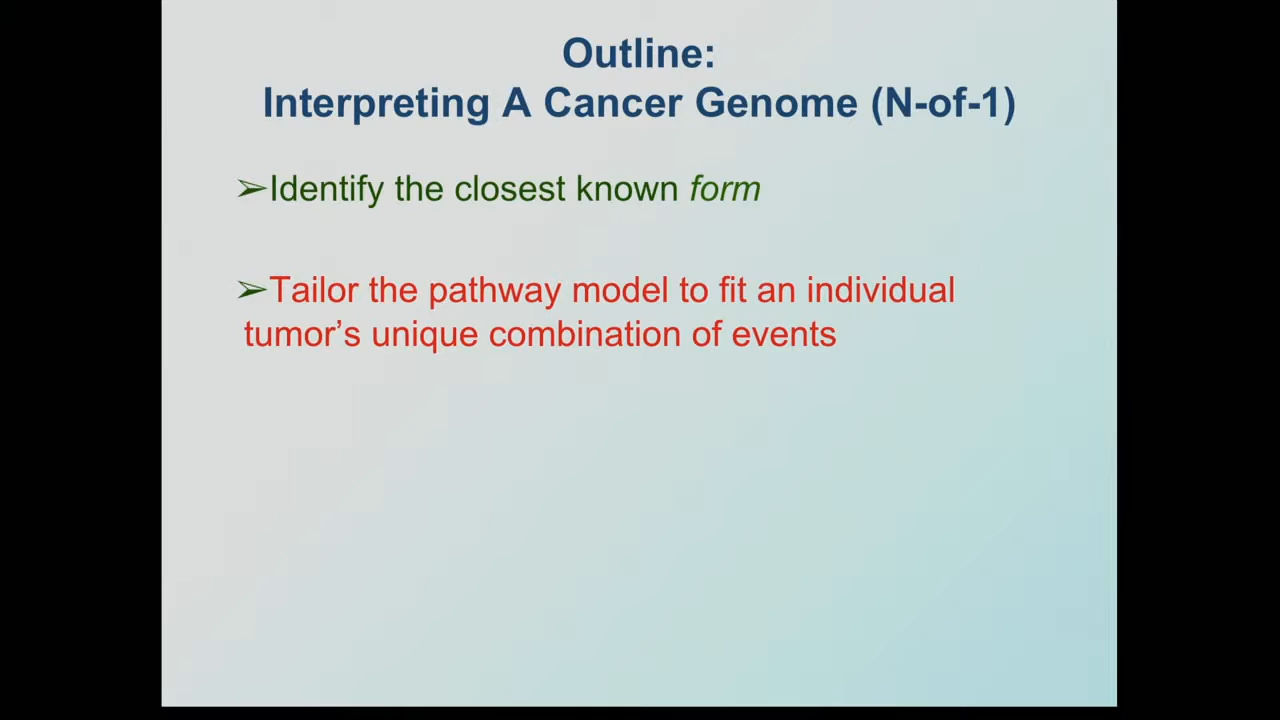 Outline:
Interpreting A Cancer Genome (N-of-1)
➢Identify the closest known form
➢Tailor the pathway model to fit an individual
tumor’s unique combination of events